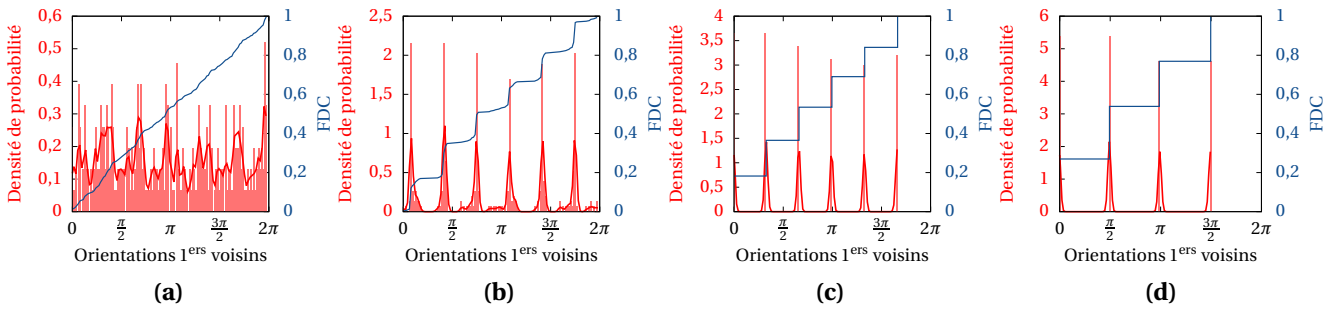 Densité de probabilité
0,6
0,5
0,4
0,3
0,2
0,1
0
0 π/2 π 3π/2 2π
1
0,8
0,6
0,4
0,2
0
FDC
Orientations 1ers voisins
(a)
Densité de probabilité
2,5
2
1,5
1
0,5
0
0 π/2 π 3π/2 2π
1
0,8
0,6
0,4
0,2
0
FDC
Orientations 1ers voisins
(b)
Densité de probabilité
4
3,5
3
2,5
2
1,5
1
0,5
0
0 π/2 π 3π/2 2π
1
0,8
0,6
0,4
0,2
0
FDC
Orientations 1ers voisins
(c)
Densité de probabilité
6
5
4
3
2
1
0
0 π/2 π 3π/2 2π
1
0,8
0,6
0,4
0,2
0
FDC
Orientations 1ers voisins
(d)